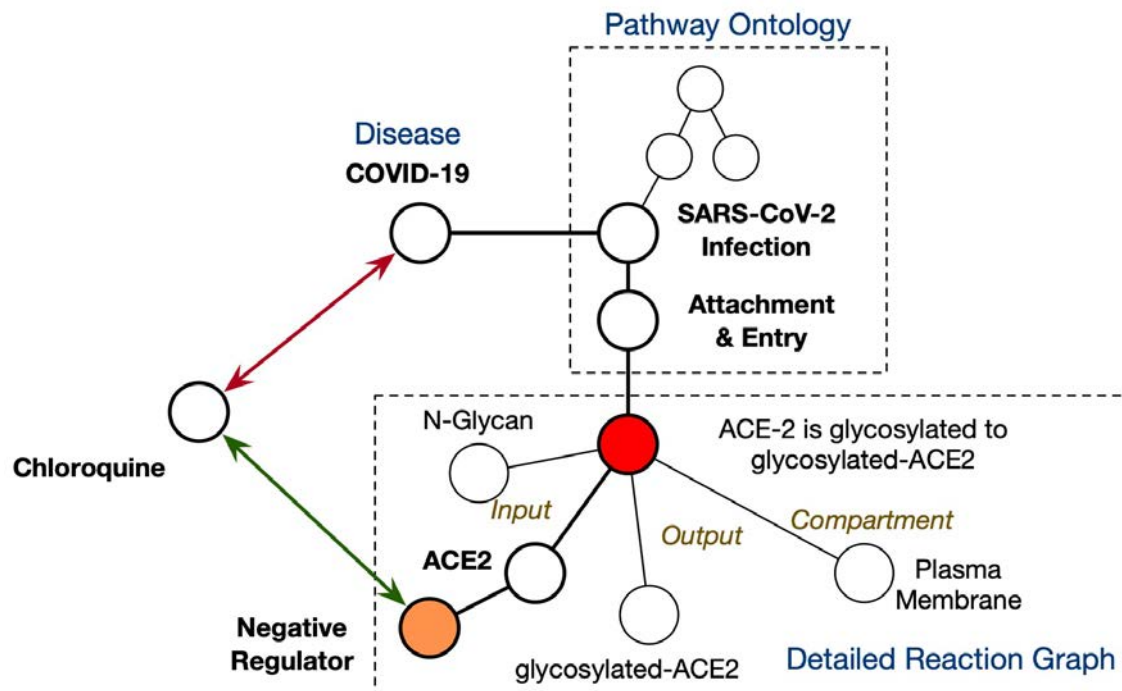 Pathway Ontology
Disease
COVID-19
SARS-CoV-2
Infection
Attachment
& Entry
Chloroquine
N-Glycan
ACE-2 is glycosylated to
glycosylated-ACE2
Input
Output
Compartment
ACE2
Plasma
Membrane
Negative
Regulator
glycosylated-ACE2
Detailed Reaction Graph